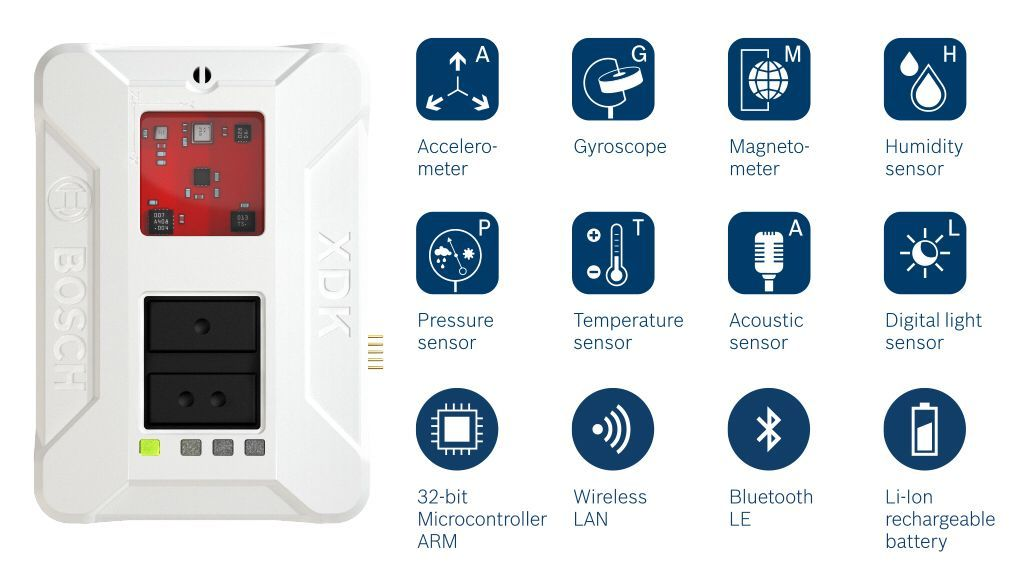 BOSCH
XDK
A
G
M
H
Accelero-
meter
Gyroscope
Magneto-
meter
Humidity
sensor
P
T
A
L
Pressure
sensor
Temperature
sensor
Acoustic
sensor
Digital light
sensor
32-bit
Microcontroller
ARM
Wireless
LAN
Bluetooth
LE
Li-Ion
rechargeable
battery